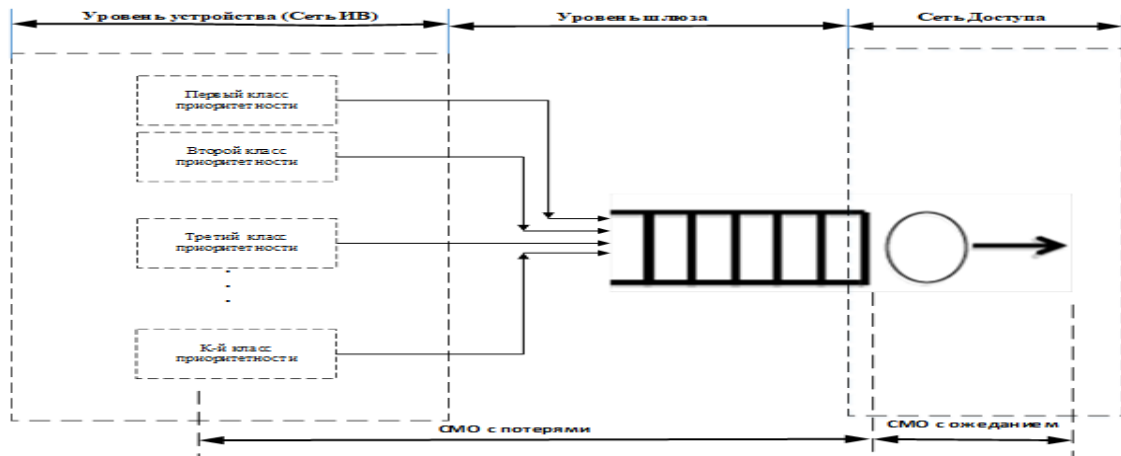 Уровень устройства (Сеть ИВ)
Уровень шлюза
Сеть Доступа
Первый класс
приоритетности
Второй класс
приоритетности
Третий класс
приоритетности
К-й класс
приоритетности
СМО с потерями
СМО с ожеданием